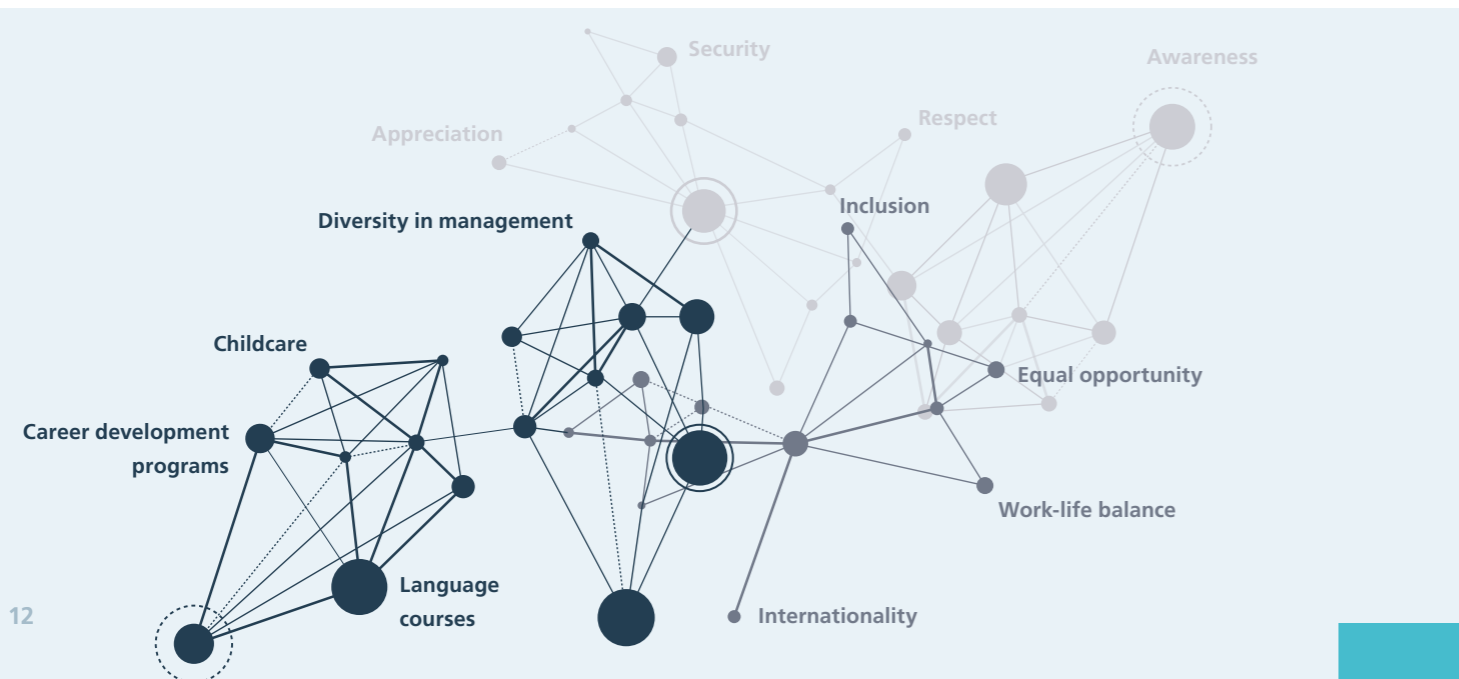 Security
Awareness
Appreciation
Respect
Inclusion
Diversity in management
Childcare
Equal opportunity
Career development
programs
Work-life balance
Language
courses
Internationality
12